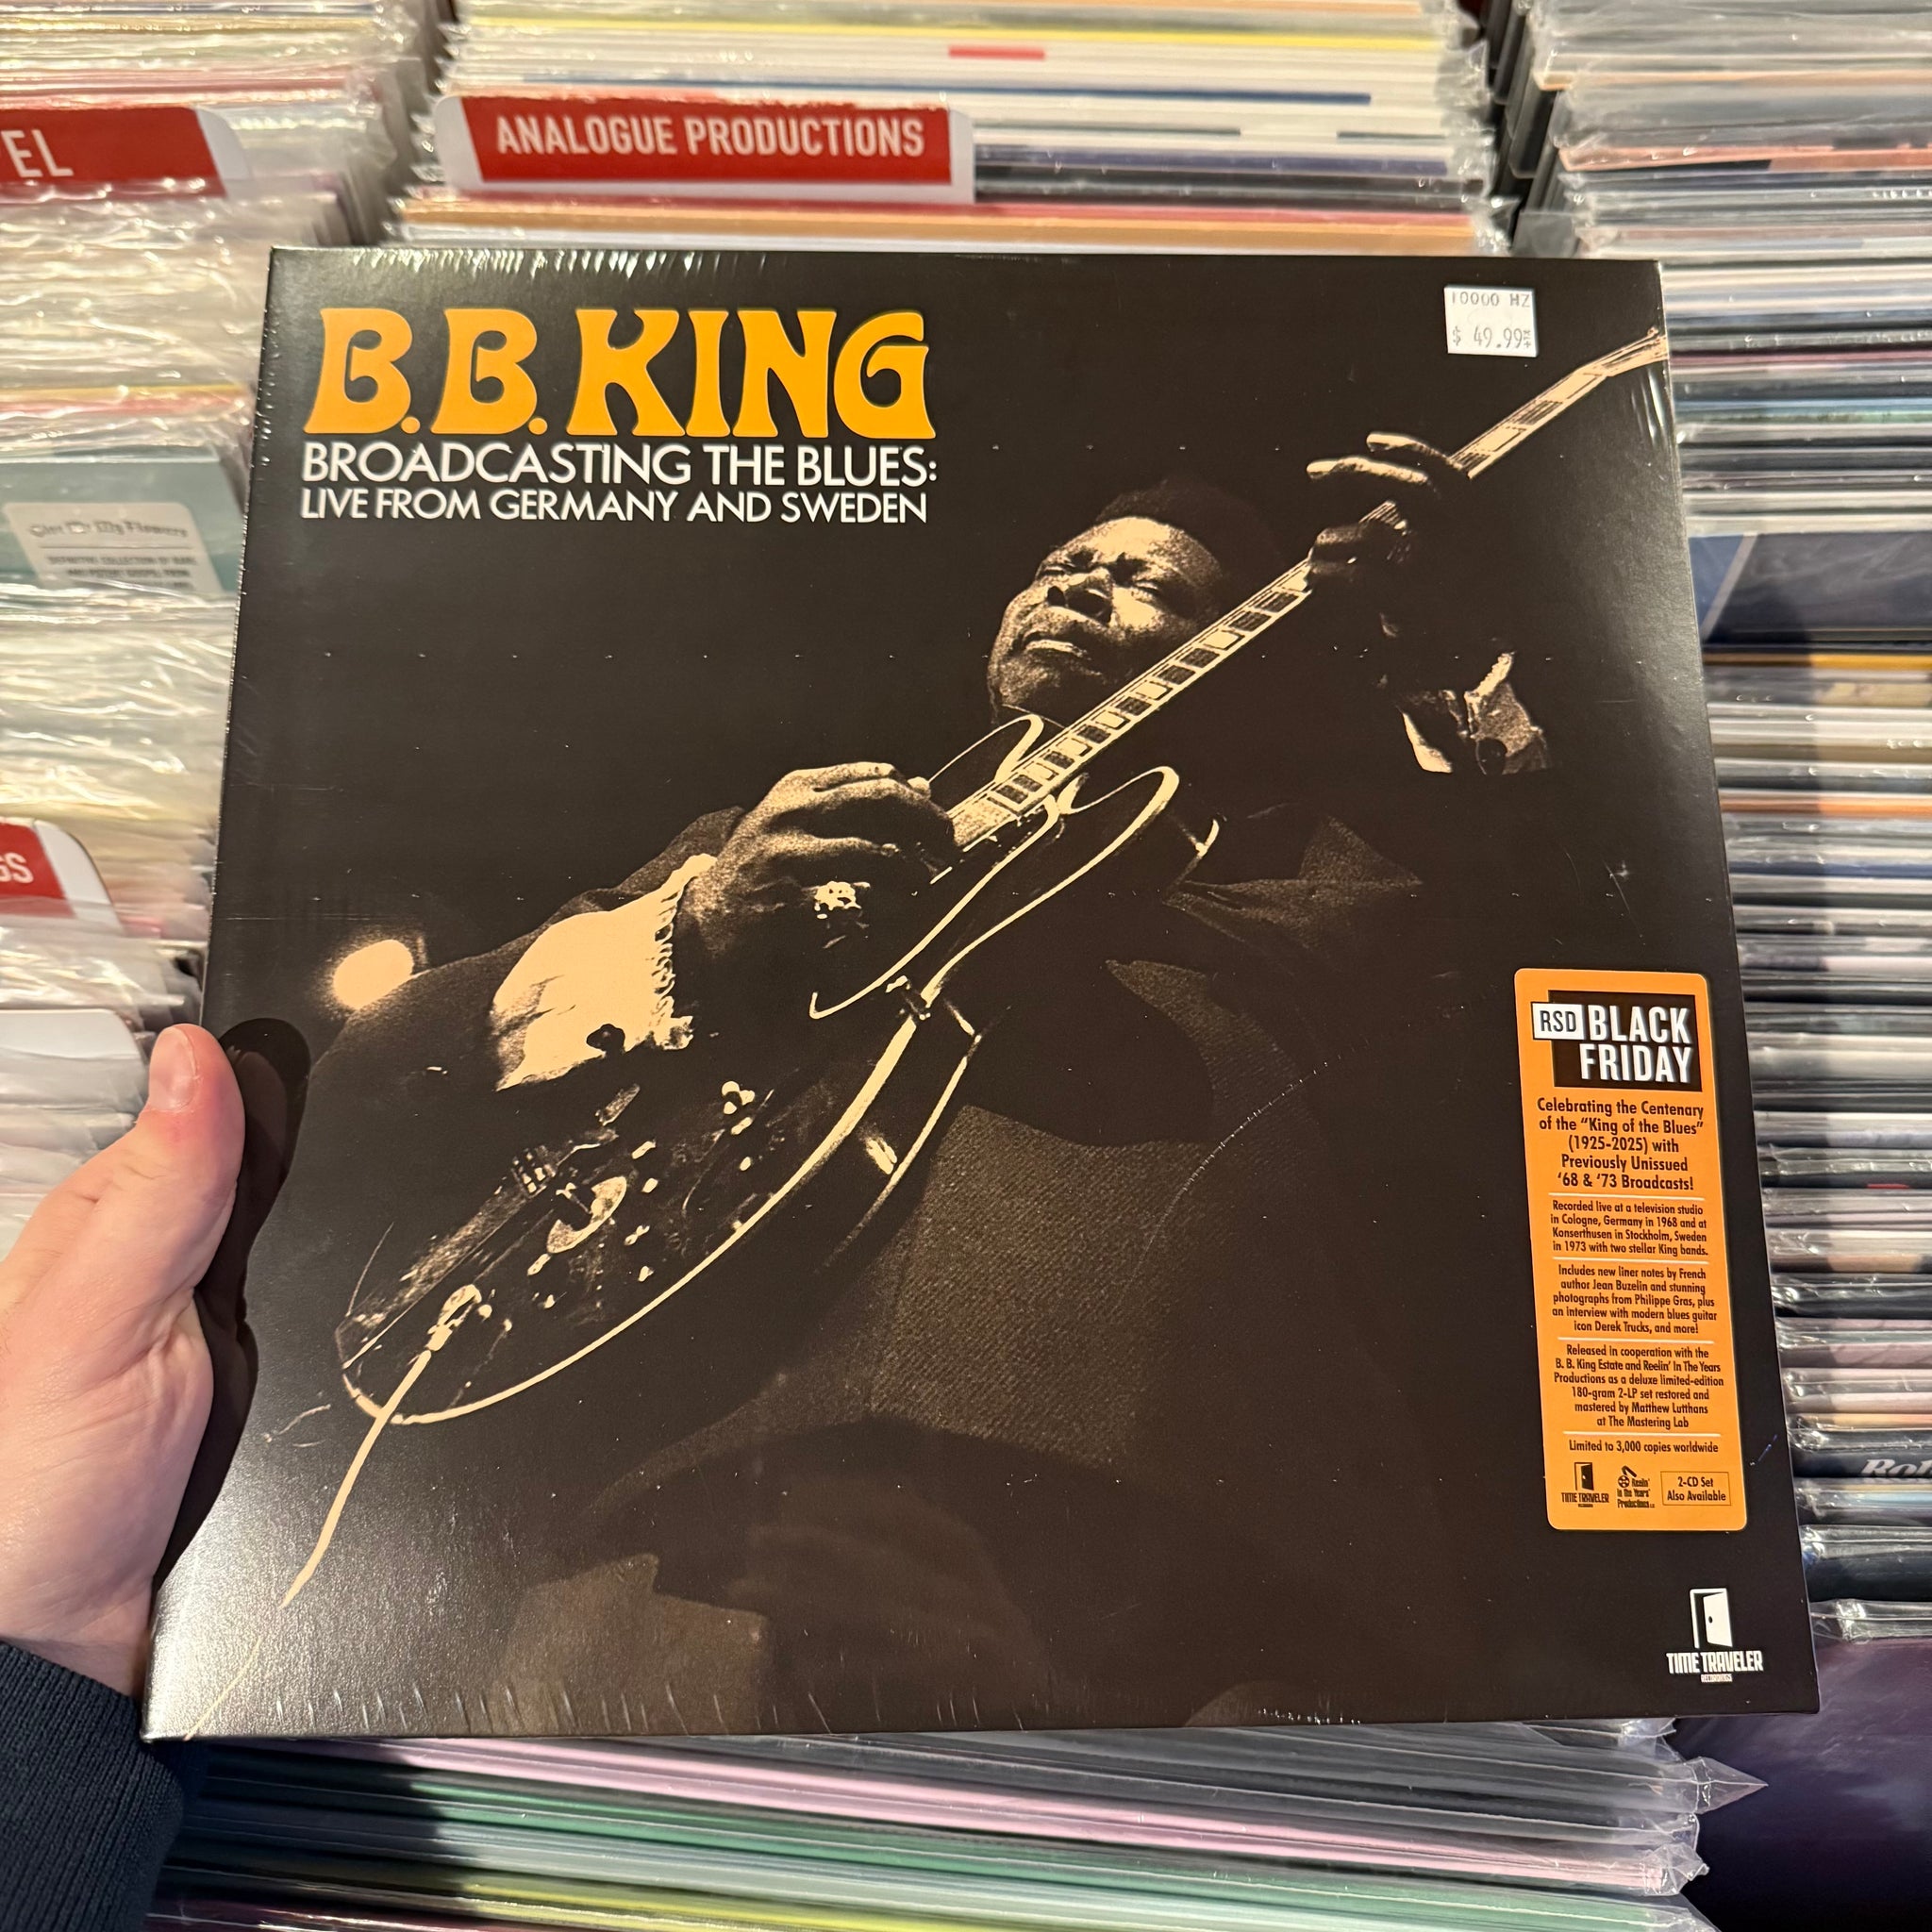 EL
ANALOGUE PRODUCTIONS
10000 HZ
$ 49.99
B.B. KING
BROADCASTING THE BLUES:
LIVE FROM GERMANY AND SWEDEN
GS
RSD BLACK
FRIDAY
Celebrating the Centenary
of the “King of the Blues”
(1925-2025) with
Previously Unissued
‘68 & ‘73 Broadcasts!
Recorded live at a television studio
in Cologne, Germany in 1968 and at
Konserthusen in Stockholm, Sweden
in 1973 with two stellar King bands.
Includes new liner notes by French
author Jean Buzelin and stunning
photographs from Philippe Gras, plus
an interview with modern blues guitar
icon Derek Trucks, and more!
Released in cooperation with the
B. B. King Estate and Reelin’ In The Years
Productions as a deluxe limited-edition
180-gram 2-LP set restored and
mastered by Matthew Lutthans
at The Mastering Lab
Limited to 3,000 copies worldwide
TIME TRAVELER
Reelin’
In The Years
Productions
2-CD Set
Also Available
TIME TRAVELER